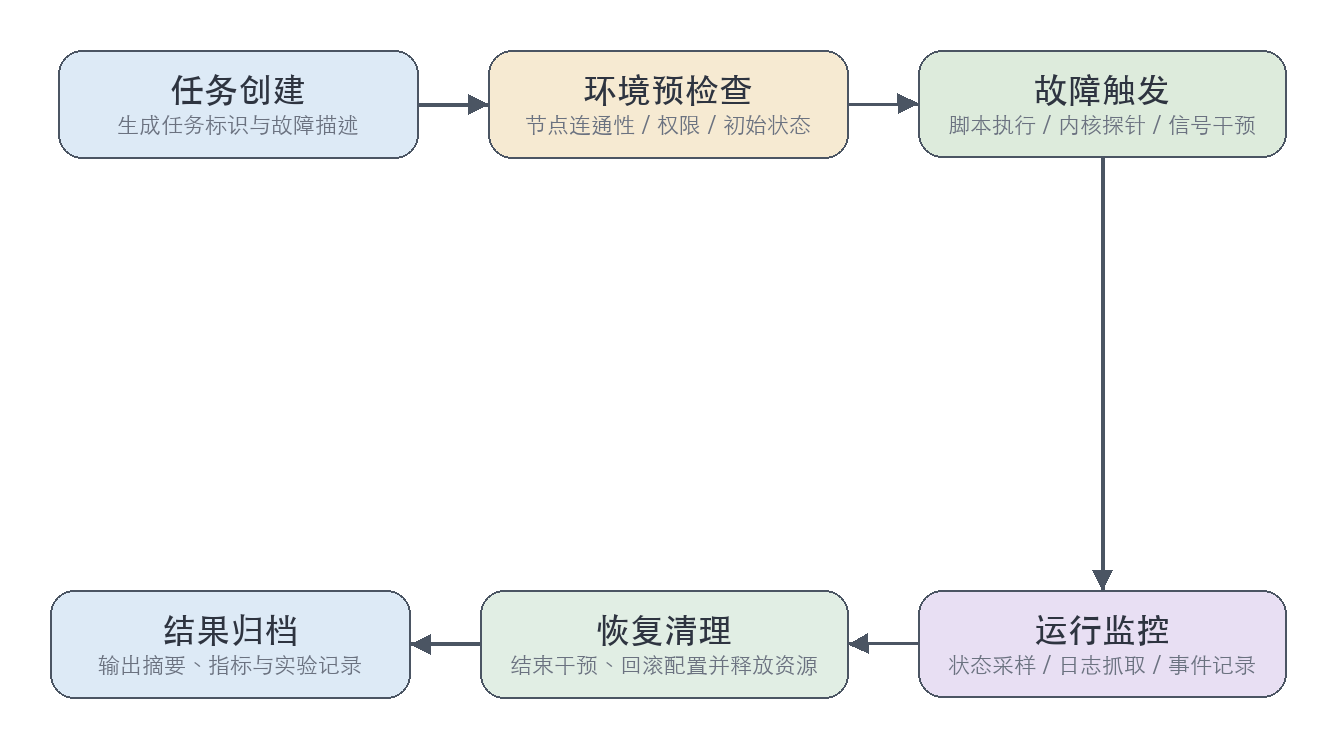 任务创建
生成任务标识与故障描述
环境预检查
节点连通性 / 权限 / 初始状态
故障触发
脚本执行 / 内核探针 / 信号干预
运行监控
状态采样 / 日志抓取 / 事件记录
恢复清理
结束干预、回滚配置并释放资源
结果归档
输出摘要、指标与实验记录